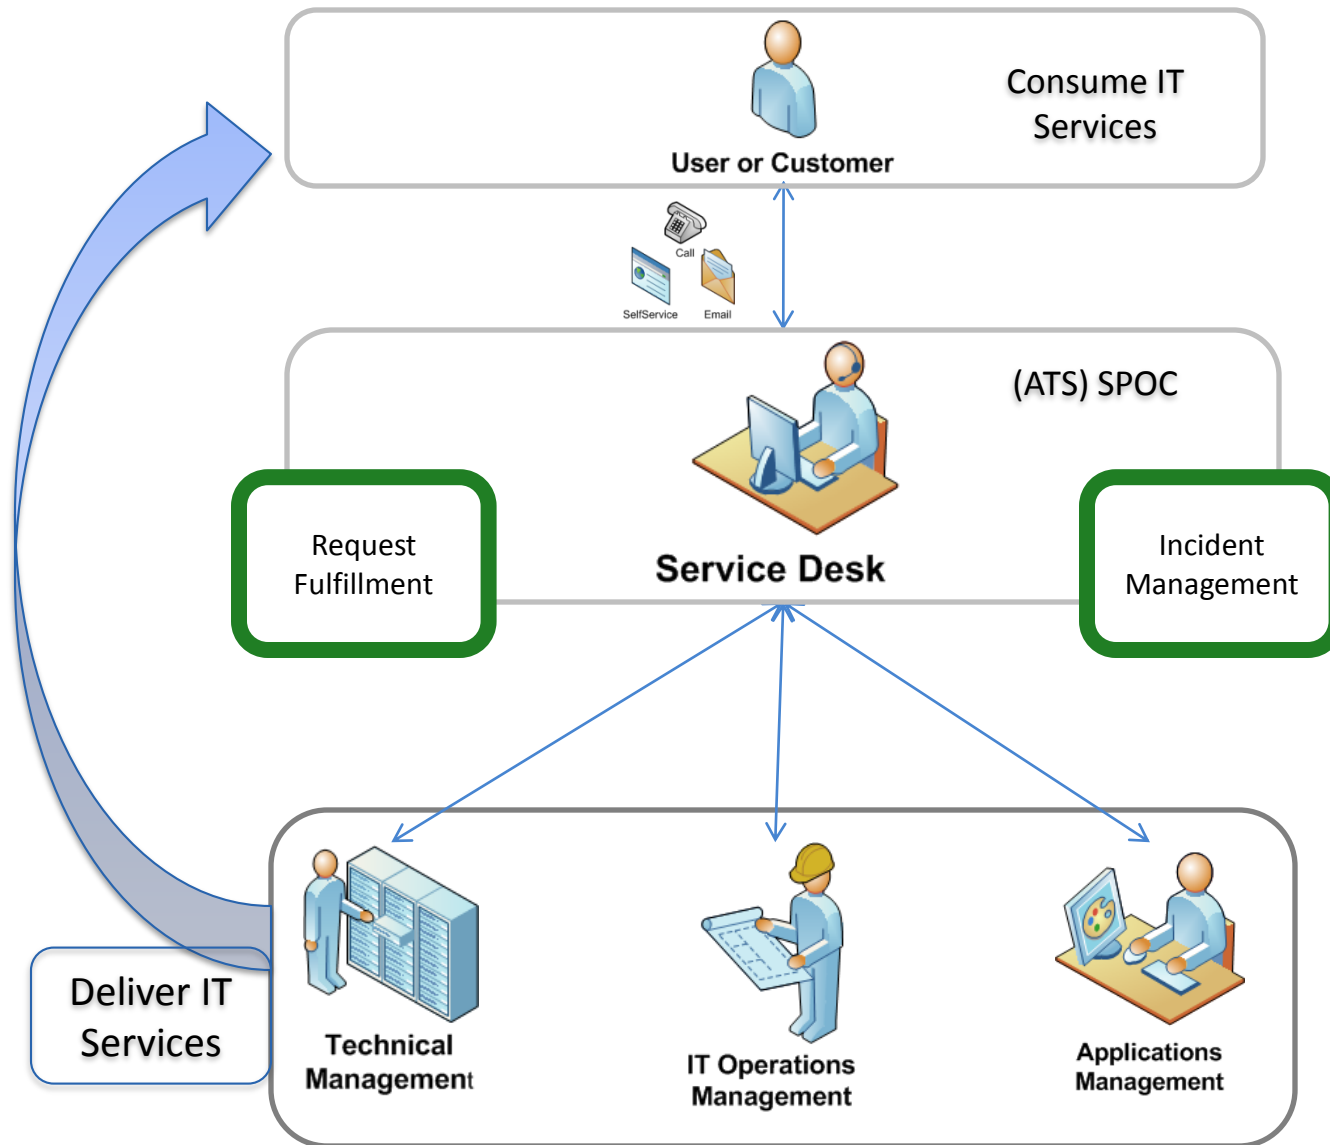 Consume IT
Services
User or Customer
Call
SelfService
Email
(ATS) SPOC
Request
Fulfillment
Incident
Management
Service Desk
Deliver IT
Services
Technical
Management
IT Operations
Management
Applications
Management